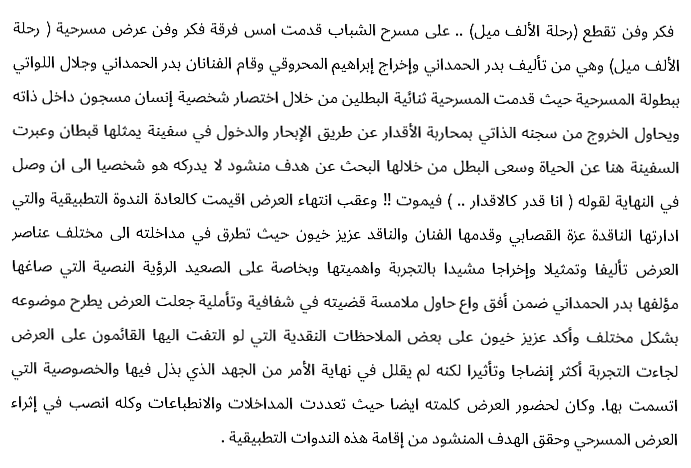 فكر وفن تقطع (رحلة الألف ميل) .. على مسرح الشباب قدمت امس فرقة فكر وفن عرض مسرحية ( رحلة
الألف ميل) وهي من تأليف بدر الحمداني وإخراج إبراهيم المحروقي وقام الفنانان بدر الحمداني وجلال اللواتي
ببطولة المسرحية حيث قدمت المسرحية ثنائية البطلين من خلال اختصار شخصية إنسان مسجون داخل ذاته
ويحاول الخروج من سجنه الذاتي بمحاربة الأقدار عن طريق الإبحار والدخول في سفينة يمثلها قبطان وعبرت
السفينة هنا عن الحياة وسعى البطل من خلالها البحث عن هدف منشود لا يدركه هو شخصيا الى ان وصل
في النهاية لقوله ( انا قدر كالاقدار .. ) فيموت !! وعقب انتهاء العرض اقيمت كالعادة الندوة التطبيقية والتي
ادارتها الناقدة عزة القصابي وقدمها الفنان والناقد عزيز خيون حيث تطرق في مداخلته الى مختلف عناصر
العرض تأليفا وتمثيلا وإخراجا مشيدا بالتجربة واهميتها وبخاصة على الصعيد الرؤية النصية التي صاغها
مؤلفها بدر الحمداني ضمن أفق واع حاول ملامسة قضيته في شفافية وتأملية جعلت العرض يطرح موضوعه
بشكل مختلف وأكد عزيز خيون على بعض الملاحظات النقدية التي لو التفت اليها القائمون على العرض
لجاءت التجربة أكثر إنضاجا وتأثيرا لكنه لم يقلل في نهاية الأمر من الجهد الذي بذل فيها والخصوصية التي
اتسمت بها. وكان لحضور العرض كلمته ايضا حيث تعددت المداخلات والانطباعات وكله انصب في إثراء
العرض المسرحي وحقق الهدف المنشود من إقامة هذه الندوات التطبيقية .